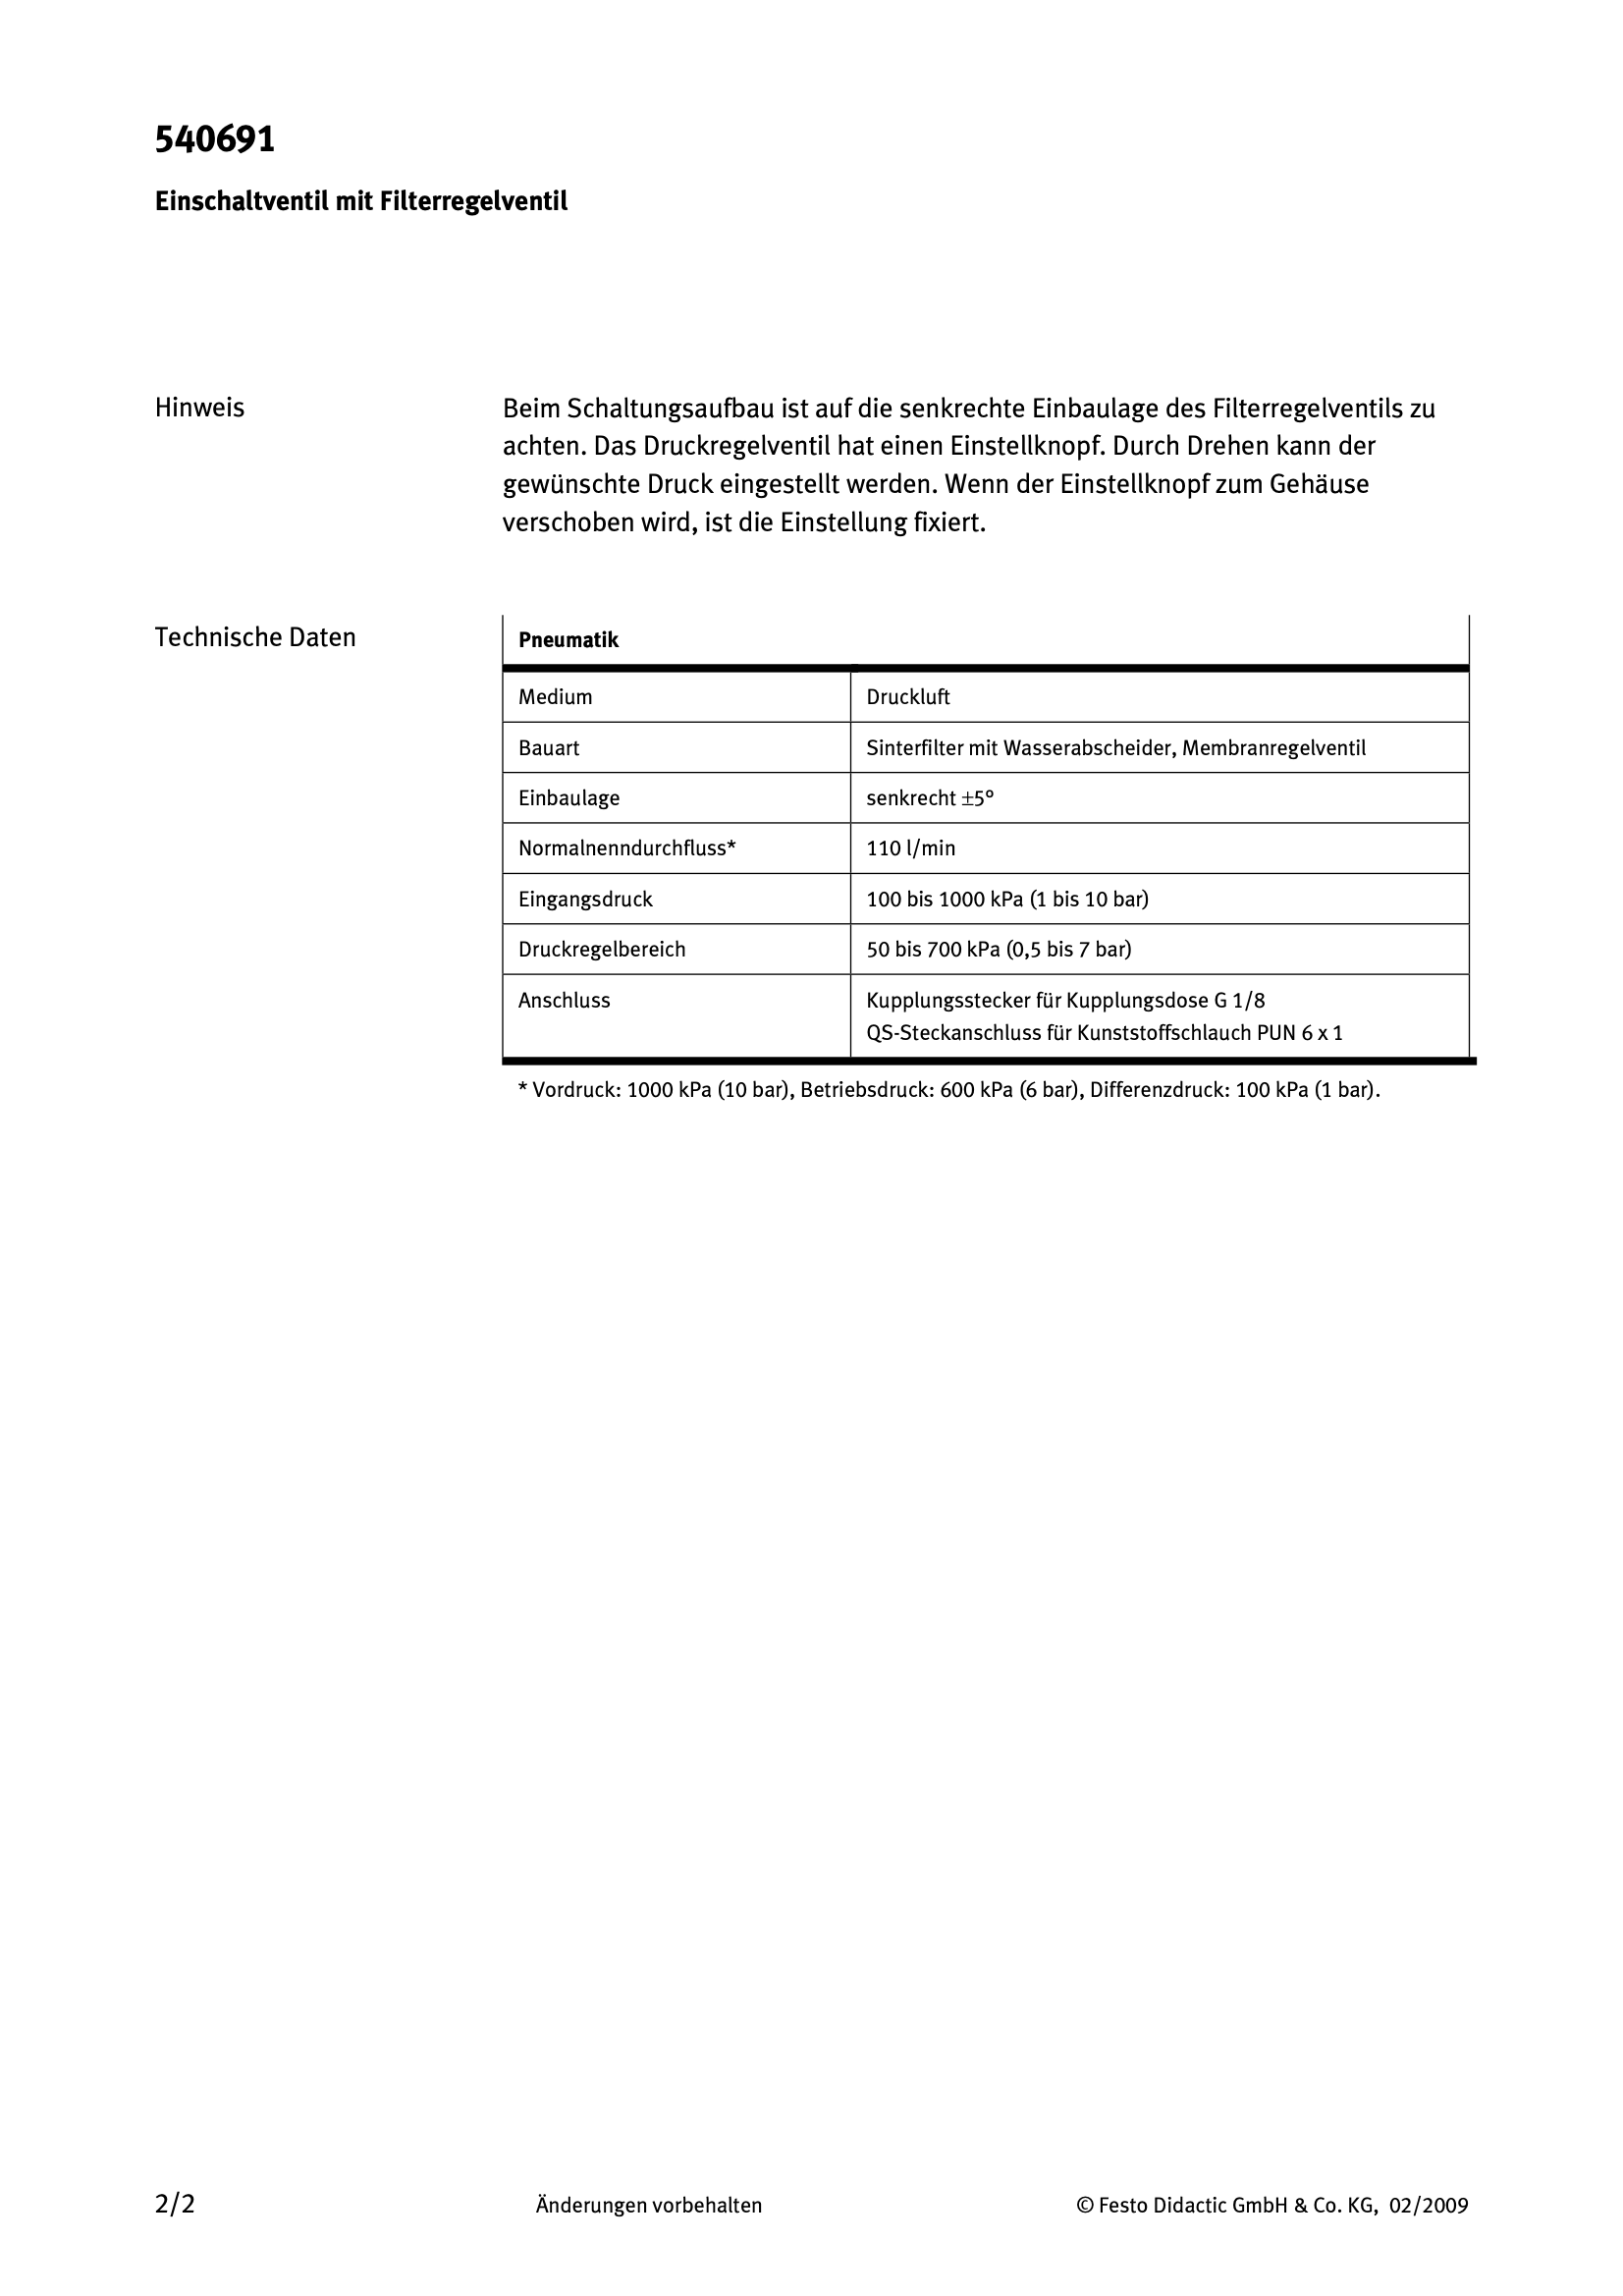 540691
Einschaltventil mit Filterregelventil
Hinweis
Beim Schaltungsaufbau ist auf die senkrechte Einbaulage des Filterregelventils zu
achten. Das Druckregelventil hat einen Einstellknopf. Durch Drehen kann der
gewünschte Druck eingestellt werden. Wenn der Einstellknopf zum Gehäuse
verschoben wird, ist die Einstellung fixiert.
Technische Daten
Pneumatik
Medium Druckluft
Bauart Sinterfilter mit Wasserabscheider, Membranregelventil
Einbaulage senkrecht ±5°
Normalnenndurchfluss* 110 l/min
Eingangsdruck 100 bis 1000 kPa (1 bis 10 bar)
Druckregelbereich 50 bis 700 kPa (0,5 bis 7 bar)
Anschluss Kupplungsstecker für Kupplungsdose G 1/8
QS-Steckanschluss für Kunststoffschlauch PUN 6 x 1
* Vordruck: 1000 kPa (10 bar), Betriebsdruck: 600 kPa (6 bar), Differenzdruck: 100 kPa (1 bar).
2/2 Änderungen vorbehalten © Festo Didactic GmbH & Co. KG, 02/2009